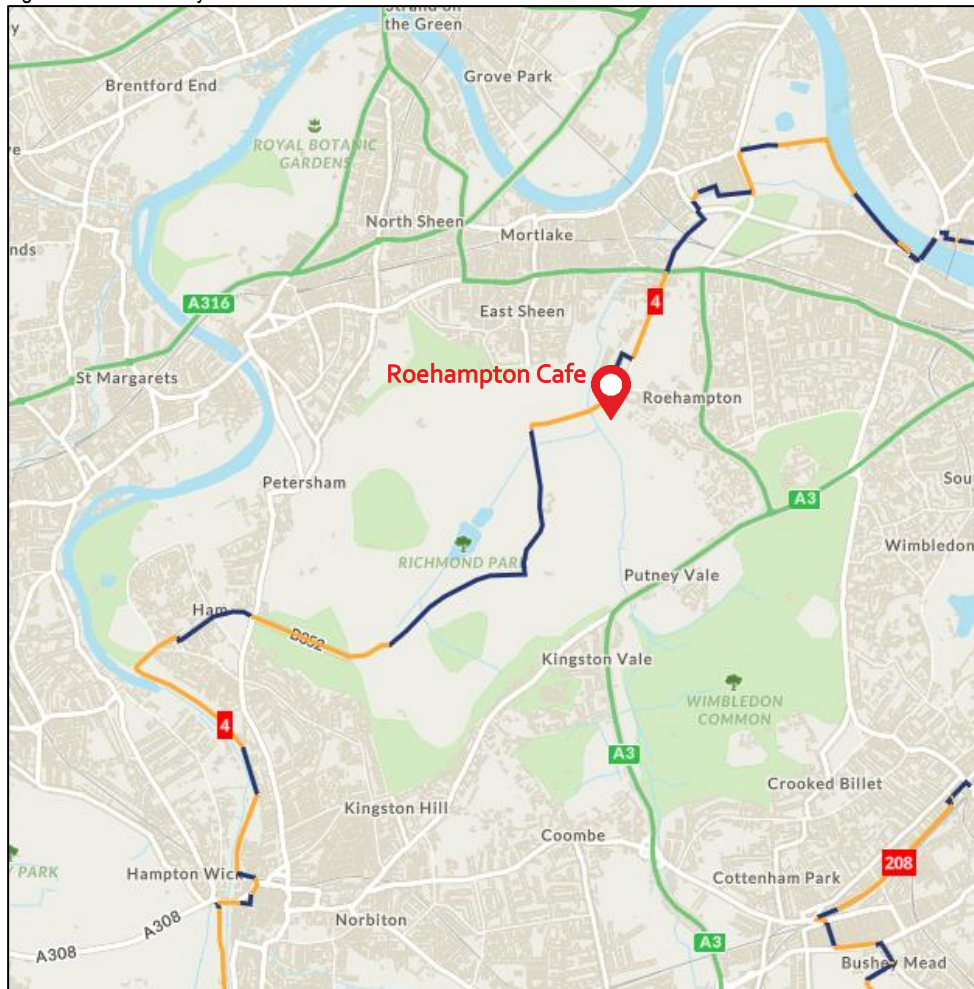 Strand on
the Green
Grove Park
Brentford End
ROYAL BOTANIC
GARDENS
North Sheen
Mortlake
nds
A316
4
East Sheen
St Margarets
Roehampton Cafe
Roehampton
Petersham
A3
Sou
RICHMOND PARK
Wimbledon
Putney Vale
Ham
B352
Kingston Vale
WIMBLEDON
COMMON
4
A3
Crooked Billet
Kingston Hill
Coombe
208
Hampton Wick
Y PARK
Cottenham Park
Norbiton
A308
A308
A3
Bushey Mead